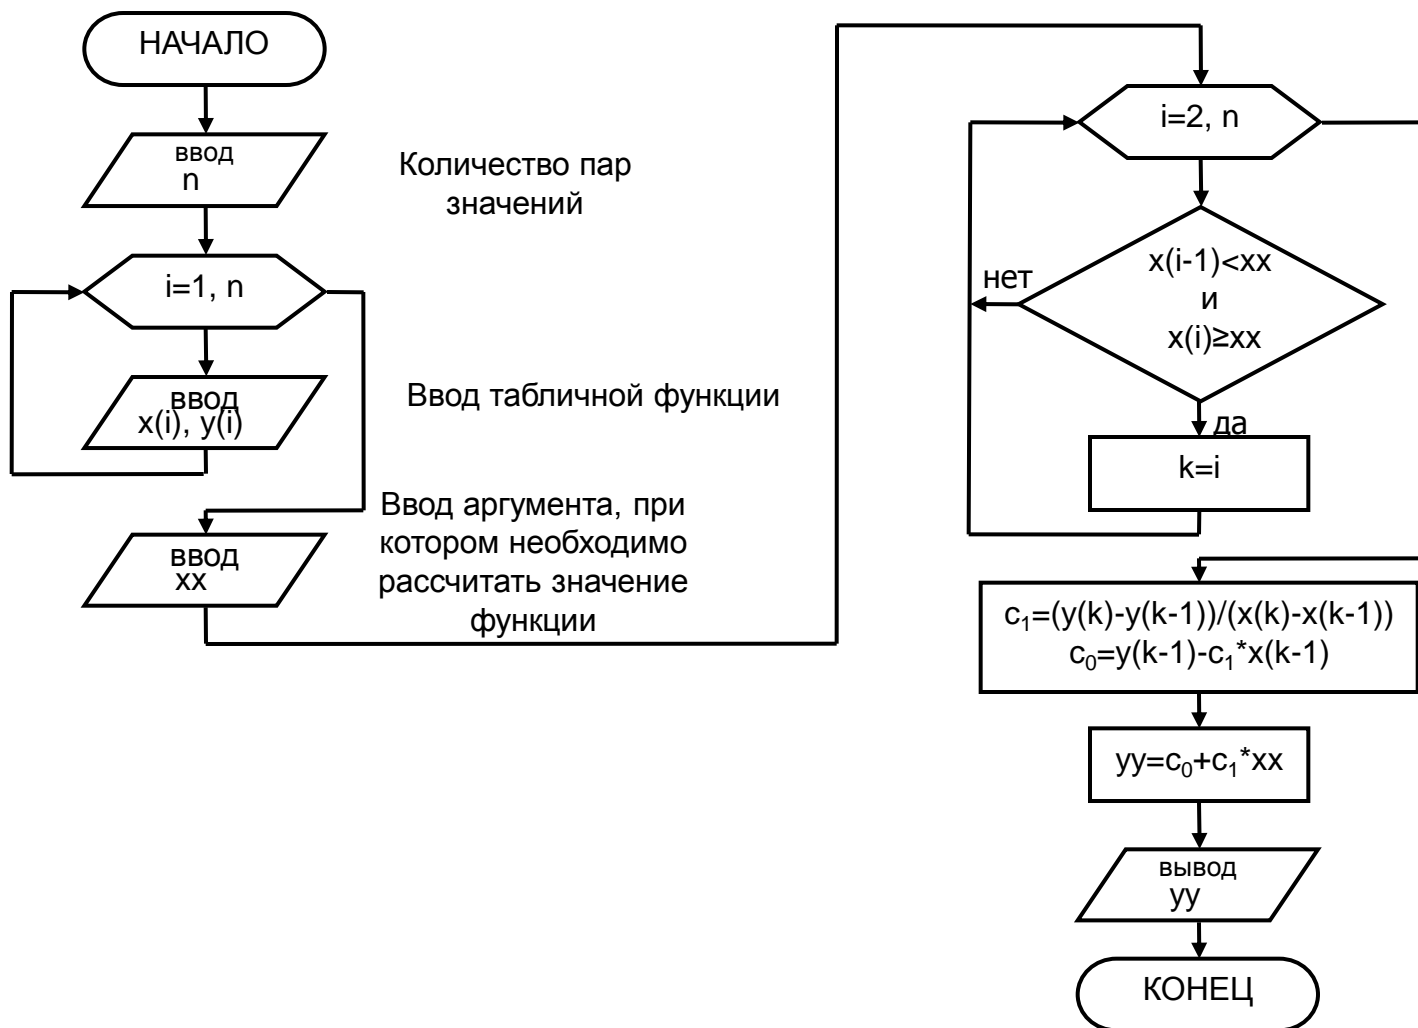 НАЧАЛО
ввод
n
Количество пар
значений
i=1, n
ввод
x(i), y(i)
Ввод табличной функции
Ввод аргумента, при
котором необходимо
рассчитать значение
функции
ввод
xx
i=2, n
x(i-1)<xx
и
x(i)≥xx
нет
да
k=i
c₁=(y(k)-y(k-1))/(x(k)-x(k-1))
c₀=y(k-1)-c₁*x(k-1)
yy=c₀+c₁*xx
вывод
yy
КОНЕЦ